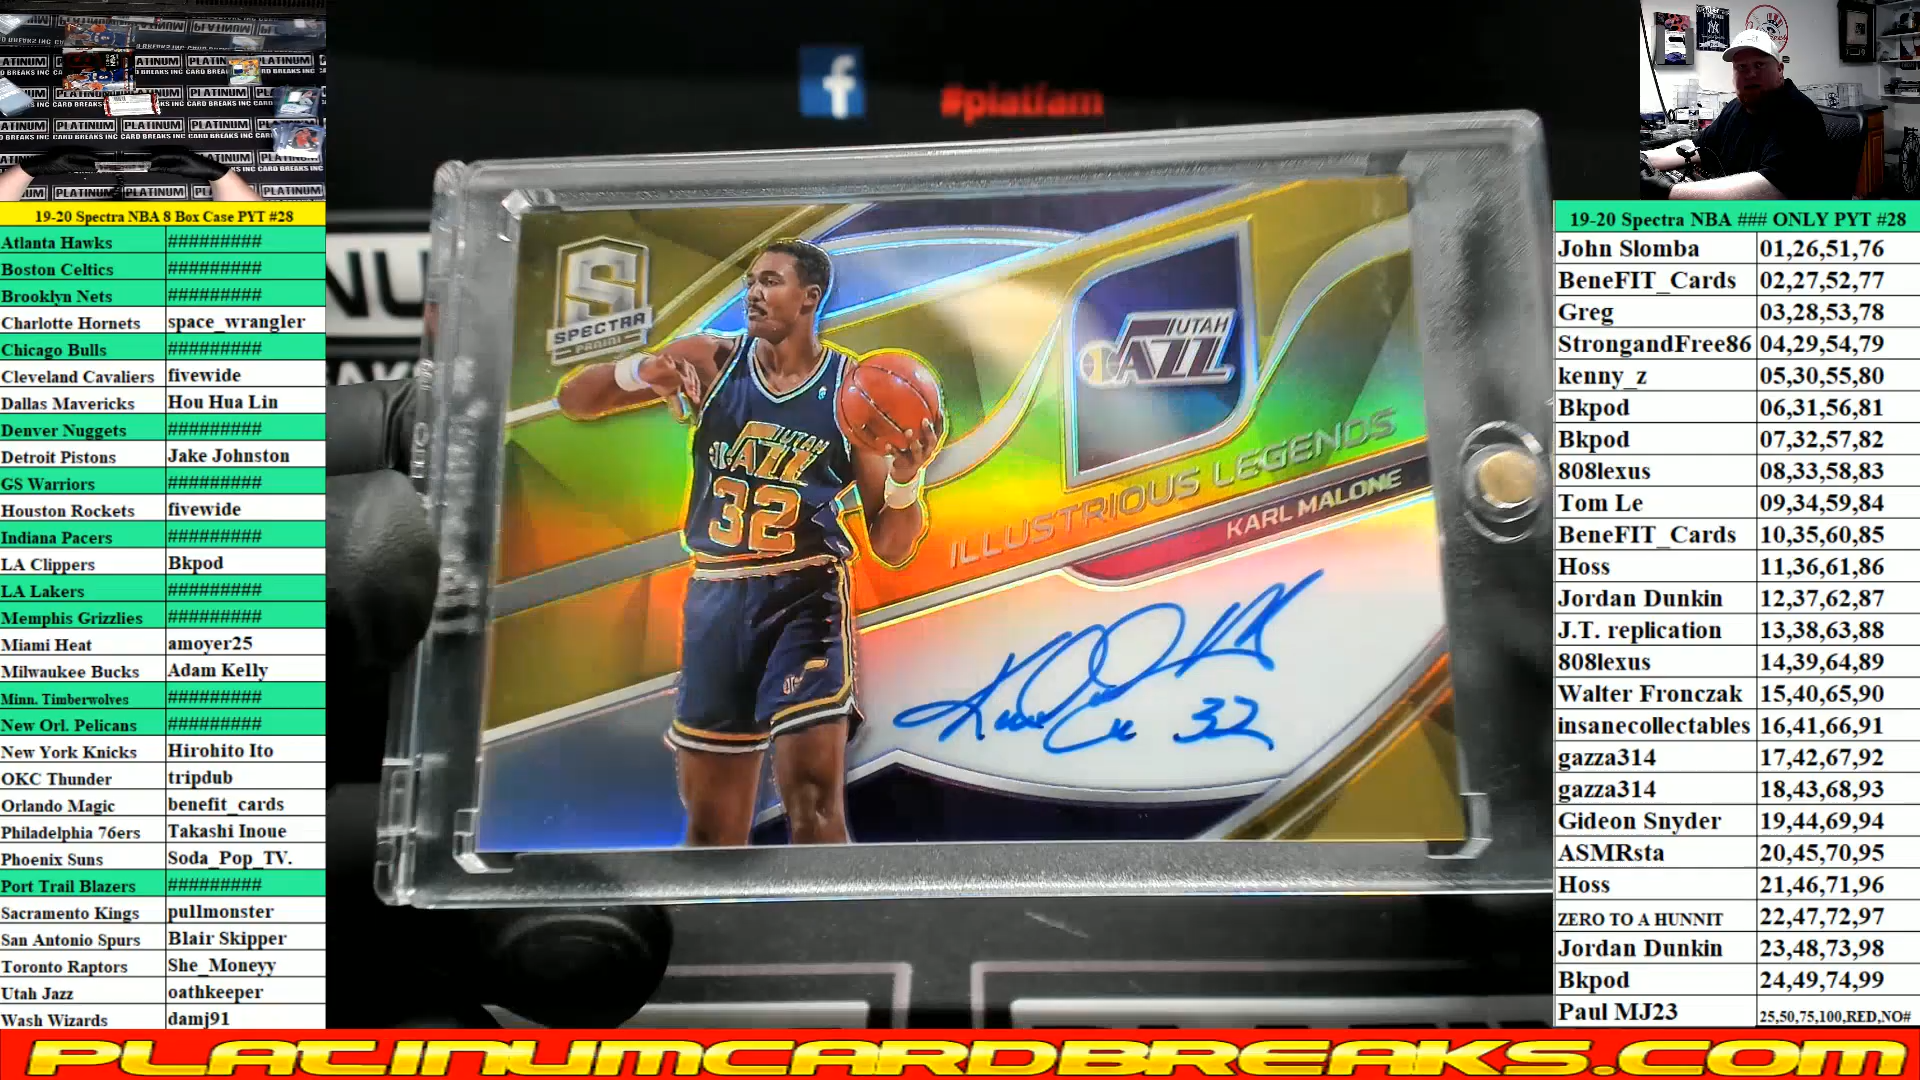 #platfam
19-20 Spectra NBA 8 Box Case PYT #28
Atlanta Hawks #########
Boston Celtics #########
Brooklyn Nets #########
Charlotte Hornets space_wrangler
Chicago Bulls #########
Cleveland Cavaliers fivewide
Dallas Mavericks Hou Hua Lin
Denver Nuggets #########
Detroit Pistons Jake Johnston
GS Warriors #########
Houston Rockets fivewide
Indiana Pacers #########
LA Clippers Bkpod
LA Lakers #########
Memphis Grizzlies #########
Miami Heat amoyer25
Milwaukee Bucks Adam Kelly
Minn. Timberwolves #########
New Orl. Pelicans #########
New York Knicks Hirohito Ito
OKC Thunder tripdub
Orlando Magic benefit_cards
Philadelphia 76ers Takashi Inoue
Phoenix Suns Soda_Pop_TV.
Port Trail Blazers #########
Sacramento Kings pullmonster
San Antonio Spurs Blair Skipper
Toronto Raptors She_Moneyy
Utah Jazz oathkeeper
Wash Wizards damj91
S
SPECTRA
PANINI
UTAH
JAZZ
UTAH
JAZZ
32
ILLUSTRIOUS LEGENDS
KARL MALONE
32
19-20 Spectra NBA ### ONLY PYT #28
John Slomba 01,26,51,76
BeneFIT_Cards 02,27,52,77
Greg 03,28,53,78
StrongandFree86 04,29,54,79
kenny_z 05,30,55,80
Bkpod 06,31,56,81
Bkpod 07,32,57,82
808lexus 08,33,58,83
Tom Le 09,34,59,84
BeneFIT_Cards 10,35,60,85
Hoss 11,36,61,86
Jordan Dunkin 12,37,62,87
J.T. replication 13,38,63,88
808lexus 14,39,64,89
Walter Fronczak 15,40,65,90
insanecollectables 16,41,66,91
gazza314 17,42,67,92
gazza314 18,43,68,93
Gideon Snyder 19,44,69,94
ASMRsta 20,45,70,95
Hoss 21,46,71,96
ZERO TO A HUNNIT 22,47,72,97
Jordan Dunkin 23,48,73,98
Bkpod 24,49,74,99
Paul MJ23 25,50,75,100,RED,NO#
PLATINUMCARDBREAKS.COM